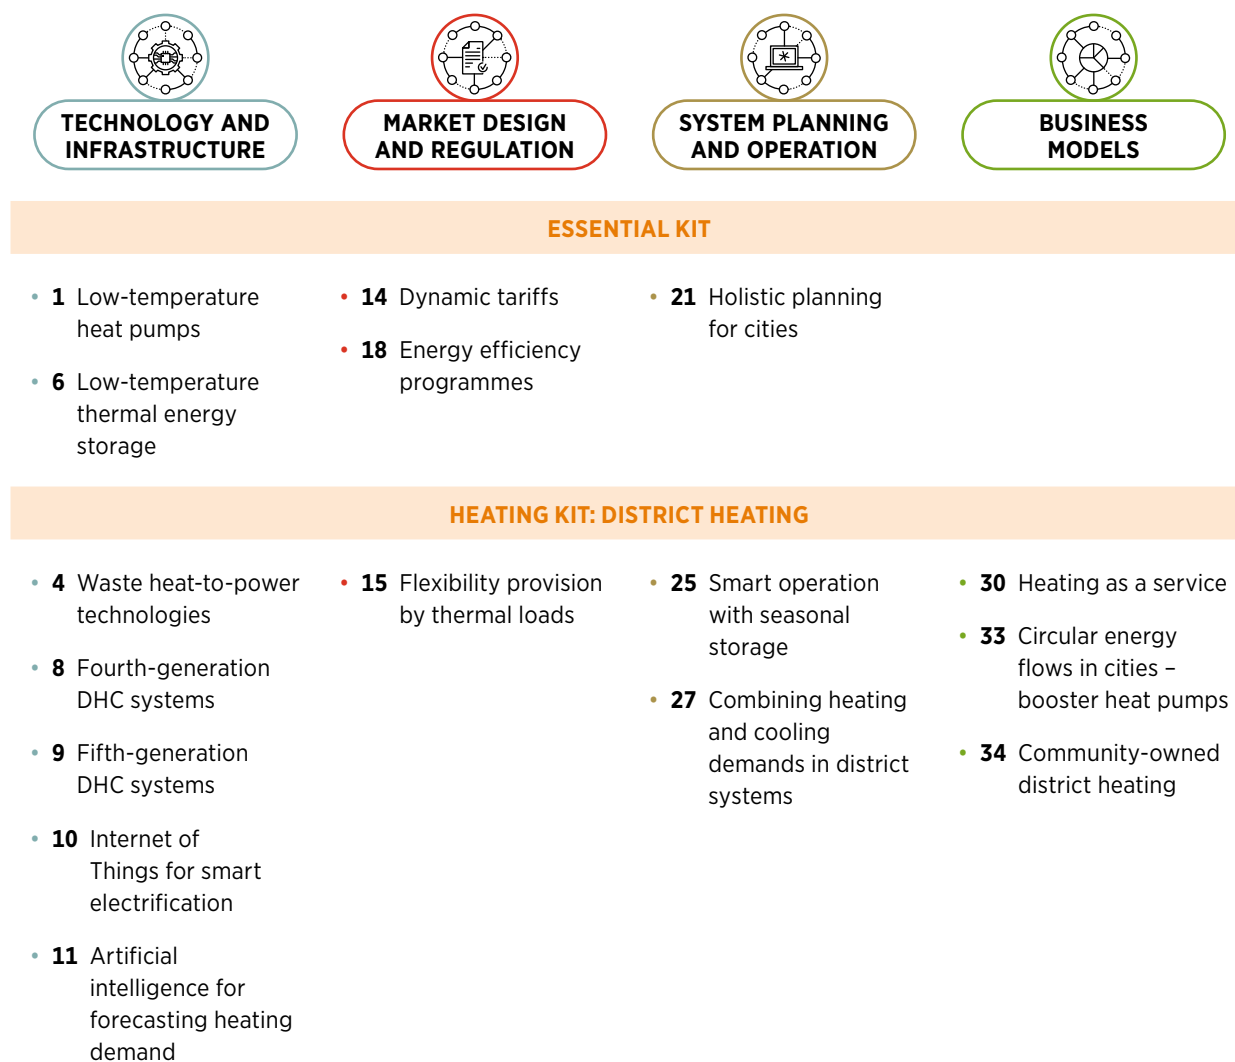 TECHNOLOGY AND
INFRASTRUCTURE
MARKET DESIGN
AND REGULATION
SYSTEM PLANNING
AND OPERATION
BUSINESS
MODELS
ESSENTIAL KIT
• 1 Low-temperature
heat pumps
• 6 Low-temperature
thermal energy
storage
• 14 Dynamic tariffs
• 18 Energy efficiency
programmes
• 21 Holistic planning
for cities
HEATING KIT: DISTRICT HEATING
• 4 Waste heat-to-power
technologies
• 8 Fourth-generation
DHC systems
• 9 Fifth-generation
DHC systems
• 10 Internet of
Things for smart
electrification
• 11 Artificial
intelligence for
forecasting heating
demand
• 15 Flexibility provision
by thermal loads
• 25 Smart operation
with seasonal
storage
• 27 Combining heating
and cooling
demands in district
systems
• 30 Heating as a service
• 33 Circular energy
flows in cities –
booster heat pumps
• 34 Community-owned
district heating